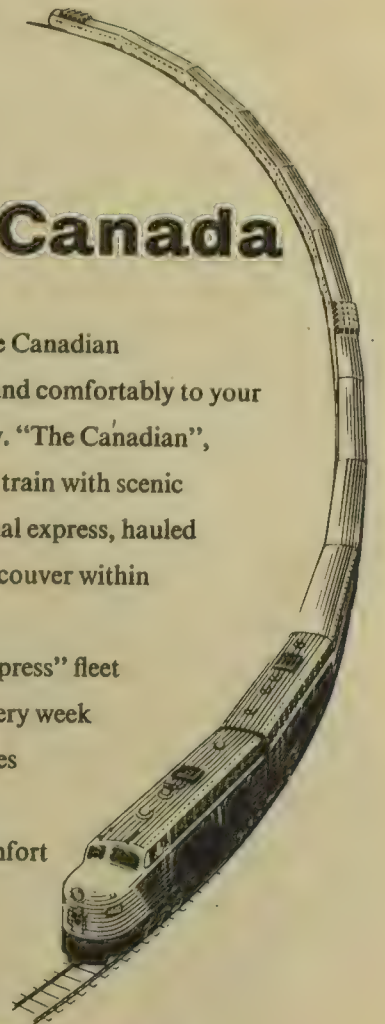 Canada
Canadian
nd comfortably to your
. “The Canadian”,
train with scenic
al express, hauled
couver within
press” fleet
ery week
es
nfort